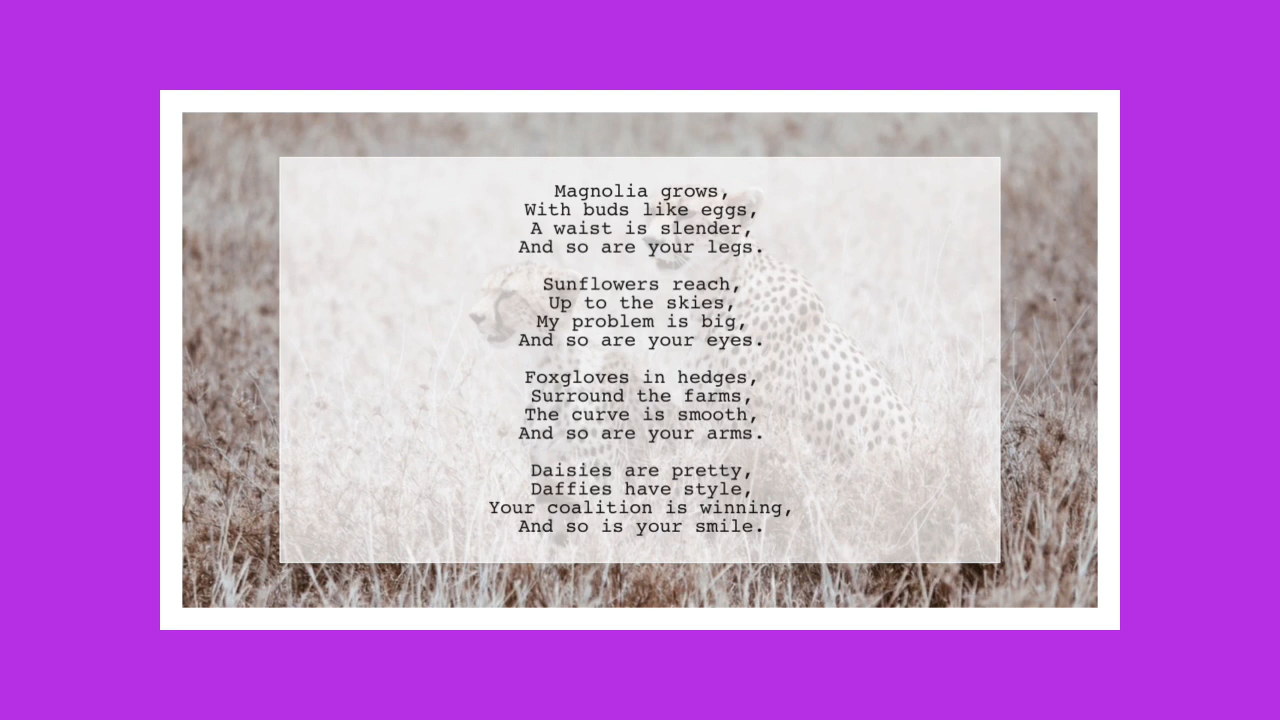 Magnolia grows,
With buds like eggs,
A waist is slender,
And so are your legs.
Sunflowers reach,
Up to the skies,
My problem is big,
And so are your eyes.
Foxgloves in hedges,
Surround the farms,
The curve is smooth,
And so are your arms.
Daisies are pretty,
Daffies have style,
Your coalition is winning,
And so is your smile.